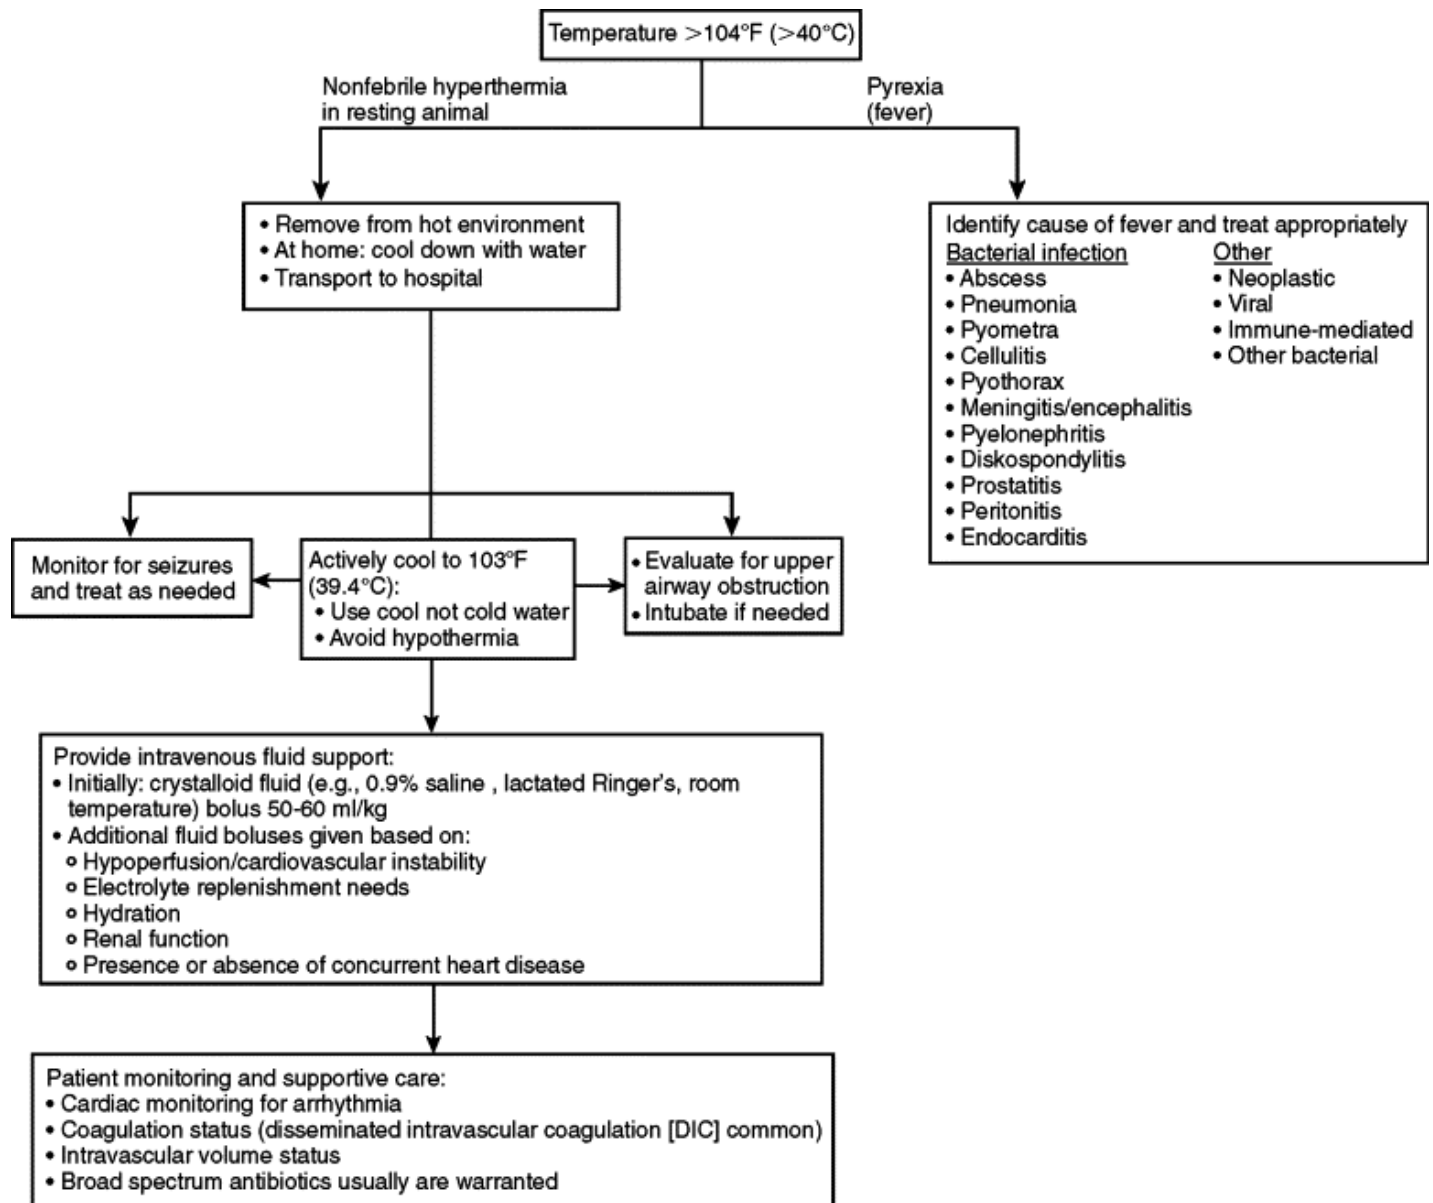 Temperature >104°F (>40°C)
Nonfebrile hyperthermia
in resting animal
Pyrexia
(fever)
• Remove from hot environment
• At home: cool down with water
• Transport to hospital
Identify cause of fever and treat appropriately
Bacterial infection
• Abscess
• Pneumonia
• Pyometra
• Cellulitis
• Pyothorax
• Meningitis/encephalitis
• Pyelonephritis
• Diskospondylitis
• Prostatitis
• Peritonitis
• Endocarditis
Other
• Neoplastic
• Viral
• Immune-mediated
• Other bacterial
Monitor for seizures
and treat as needed
Actively cool to 103°F
(39.4°C):
• Use cool not cold water
• Avoid hypothermia
• Evaluate for upper
airway obstruction
• Intubate if needed
Provide intravenous fluid support:
• Initially: crystalloid fluid (e.g., 0.9% saline , lactated Ringer's, room
temperature) bolus 50-60 ml/kg
• Additional fluid boluses given based on:
o Hypoperfusion/cardiovascular instability
o Electrolyte replenishment needs
o Hydration
o Renal function
o Presence or absence of concurrent heart disease
Patient monitoring and supportive care:
• Cardiac monitoring for arrhythmia
• Coagulation status (disseminated intravascular coagulation [DIC] common)
• Intravascular volume status
• Broad spectrum antibiotics usually are warranted